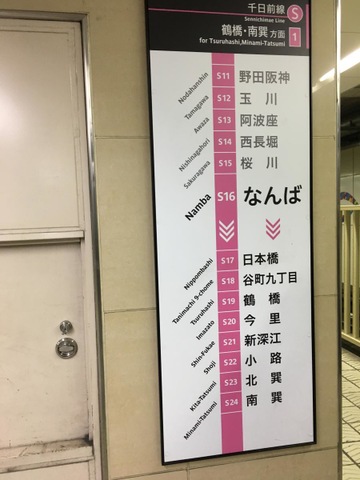 千日前線 S
Sennichimae Line
鶴橋・南巽 方面 1
for Tsuruhashi,Minami-Tatsumi
Nodahanshin S11 野田阪神
Tamagawa S12 玉川
Awaza S13 阿波座
Nishinagahori S14 西長堀
Sakuragawa S15 桜川
Namba S16 なんば
Nippombashi S17 日本橋
Tanimachi 9-chome S18 谷町九丁目
Tsuruhashi S19 鶴橋
Imazato S20 今里
Shin-Fukae S21 新深江
Shoji S22 小路
Kita-Tatsumi S23 北巽
Minami-Tatsumi S24 南巽